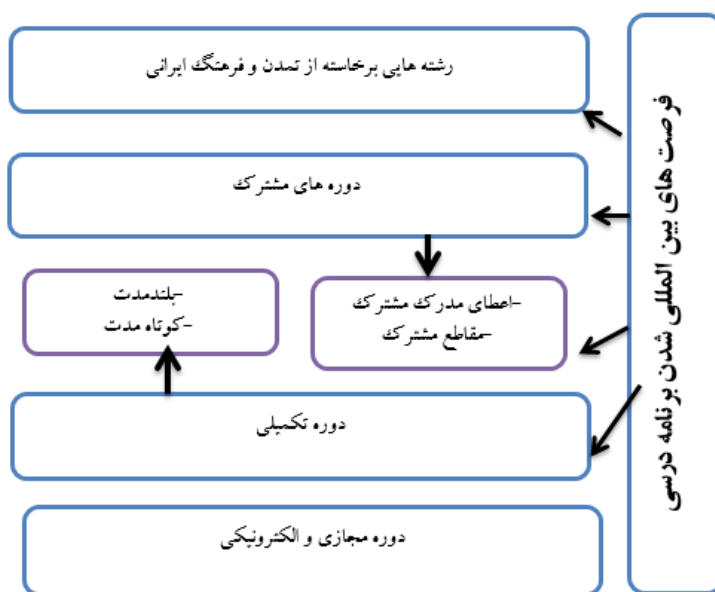 فرصت های بین المللی شدن برنامه درسی
رشته هایی برخاسته از تمدن و فرهنگ ایرانی
دوره های مشترک
-اعطای مدرک مشترک
-مقاطع مشترک
-بلندمدت
-کوتاه مدت
دوره تکمیلی
دوره مجازی و الکترونیکی